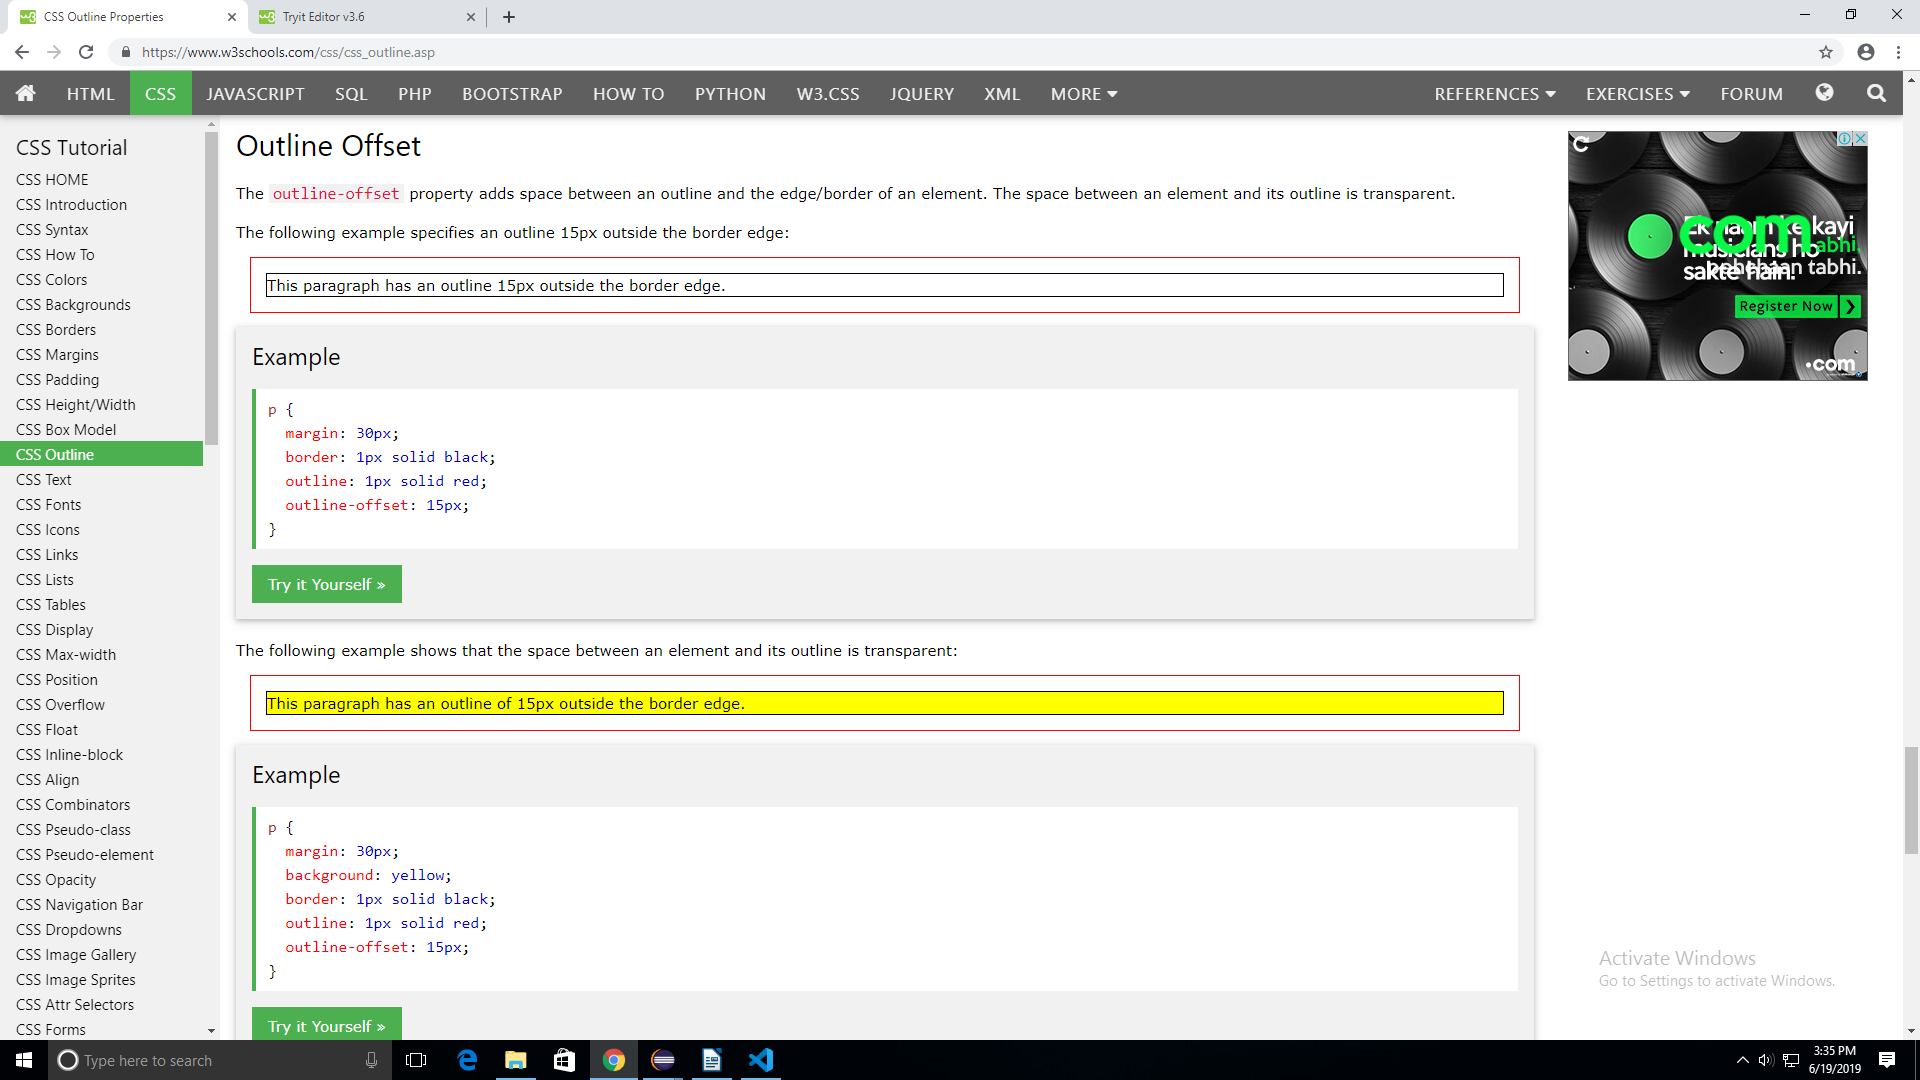 CSS Outline Properties
Tryit Editor v3.6
https://www.w3schools.com/css/css_outline.asp
HTML CSS JAVASCRIPT SQL PHP BOOTSTRAP HOW TO PYTHON W3.CSS JQUERY XML MORE REFERENCES EXERCISES FORUM
CSS Tutorial
CSS HOME
CSS Introduction
CSS Syntax
CSS How To
CSS Colors
CSS Backgrounds
CSS Borders
CSS Margins
CSS Padding
CSS Height/Width
CSS Box Model
CSS Outline
CSS Text
CSS Fonts
CSS Icons
CSS Links
CSS Lists
CSS Tables
CSS Display
CSS Max-width
CSS Position
CSS Overflow
CSS Float
CSS Inline-block
CSS Align
CSS Combinators
CSS Pseudo-class
CSS Pseudo-element
CSS Opacity
CSS Navigation Bar
CSS Dropdowns
CSS Image Gallery
CSS Image Sprites
CSS Attr Selectors
CSS Forms
Outline Offset
The outline-offset property adds space between an outline and the edge/border of an element. The space between an element and its outline is transparent.
The following example specifies an outline 15px outside the border edge:
This paragraph has an outline 15px outside the border edge.
Example
p {
margin: 30px;
border: 1px solid black;
outline: 1px solid red;
outline-offset: 15px;
}
Try it Yourself »
The following example shows that the space between an element and its outline is transparent:
This paragraph has an outline of 15px outside the border edge.
Example
p {
margin: 30px;
background: yellow;
border: 1px solid black;
outline: 1px solid red;
outline-offset: 15px;
}
Try it Yourself »
com
abhi.
musicians ho
sakte hain.
tabhi.
Register Now
.com
Activate Windows
Go to Settings to activate Windows.
Type here to search
3:35 PM
6/19/2019